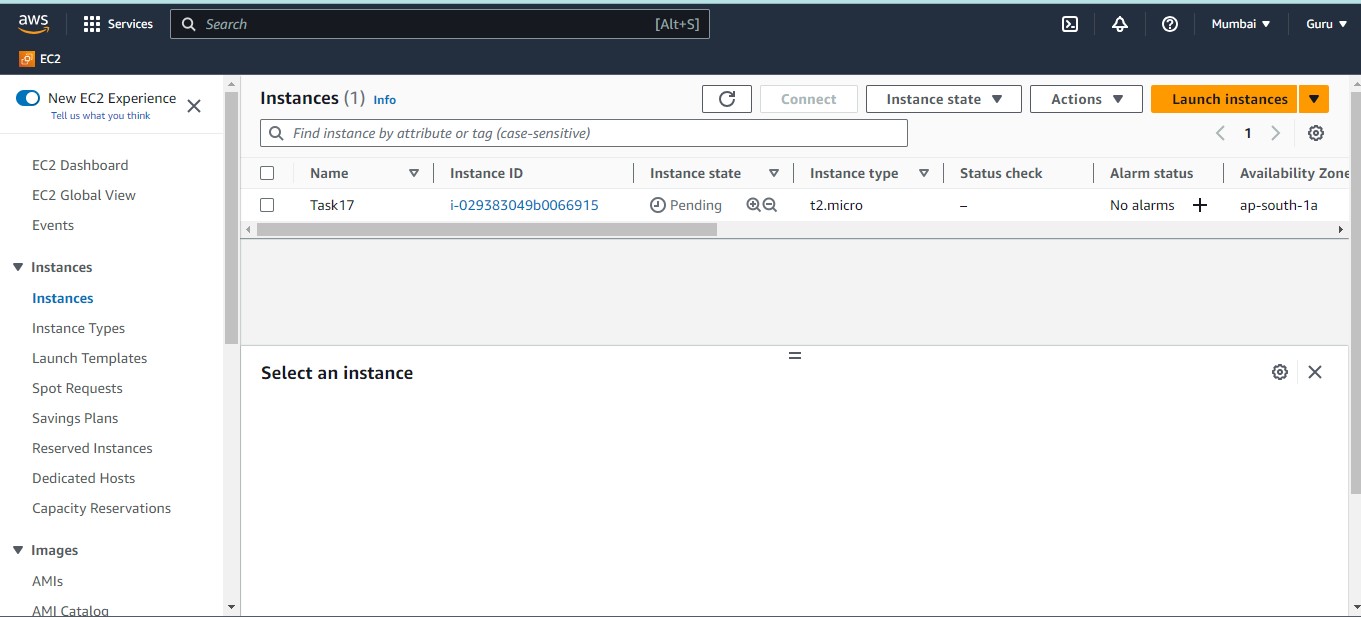 aws Services Search [Alt+S] Mumbai Guru
EC2
New EC2 Experience
Tell us what you think
EC2 Dashboard
EC2 Global View
Events
Instances
Instances
Instance Types
Launch Templates
Spot Requests
Savings Plans
Reserved Instances
Dedicated Hosts
Capacity Reservations
Images
AMIs
AMI Catalog
Instances (1) Info Connect Instance state Actions Launch instances
Find instance by attribute or tag (case-sensitive) 1
Name Instance ID Instance state Instance type Status check Alarm status Availability Zone
Task17 i-029383049b0066915 Pending t2.micro – No alarms + ap-south-1a
Select an instance